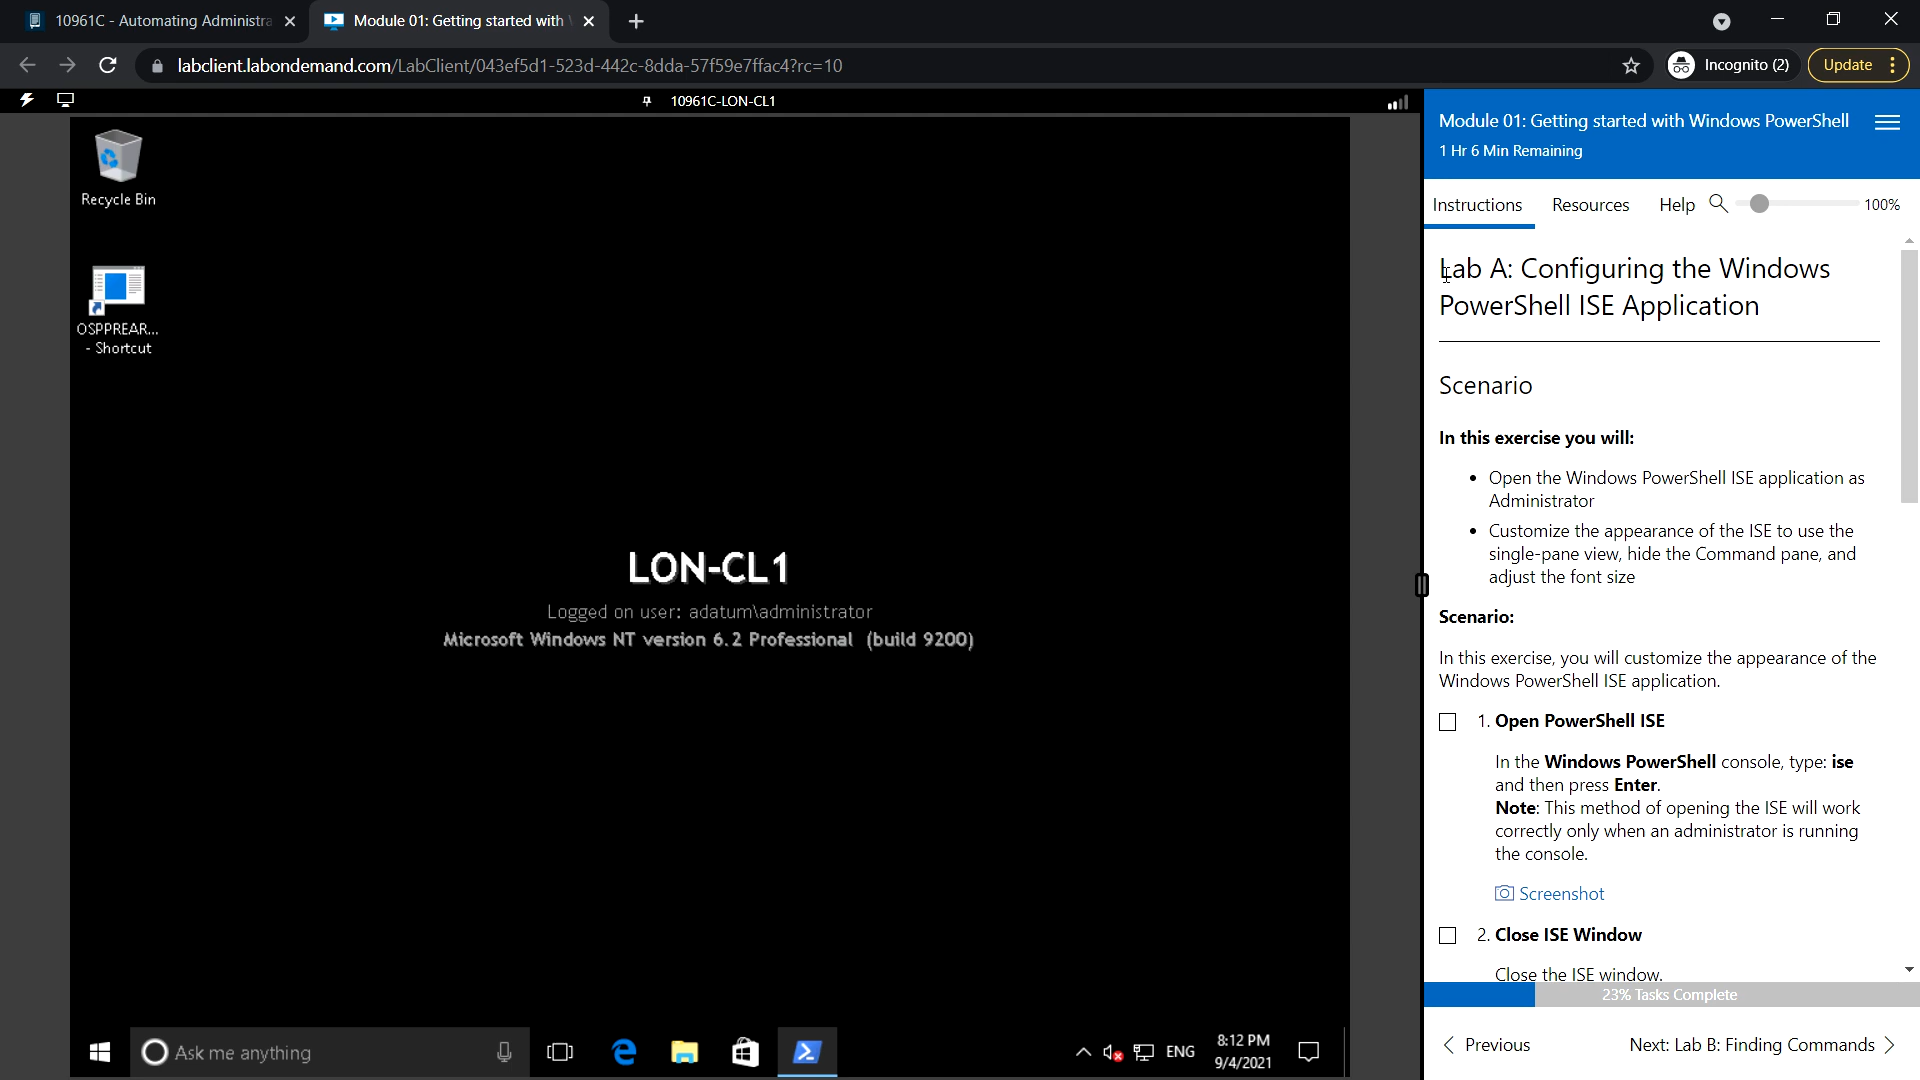 10961C - Automating Administra
Module 01: Getting started with
labclient.labondemand.com/LabClient/043ef5d1-523d-442c-8dda-57f59e7ffac4?rc=10
Incognito (2)
Update
10961C-LON-CL1
Recycle Bin
OSPPREAR...
- Shortcut
LON-CL1
Logged on user: adatum\administrator
Microsoft Windows NT version 6.2 Professional (build 9200)
Ask me anything
ENG
8:12 PM
9/4/2021
Module 01: Getting started with Windows PowerShell
1 Hr 6 Min Remaining
Instructions
Resources
Help
100%
Lab A: Configuring the Windows
PowerShell ISE Application
Scenario
In this exercise you will:
• Open the Windows PowerShell ISE application as
Administrator
• Customize the appearance of the ISE to use the
single-pane view, hide the Command pane, and
adjust the font size
Scenario:
In this exercise, you will customize the appearance of the
Windows PowerShell ISE application.
1. Open PowerShell ISE
In the Windows PowerShell console, type: ise
and then press Enter.
Note: This method of opening the ISE will work
correctly only when an administrator is running
the console.
Screenshot
2. Close ISE Window
Close the ISE window.
23% Tasks Complete
Previous
Next: Lab B: Finding Commands